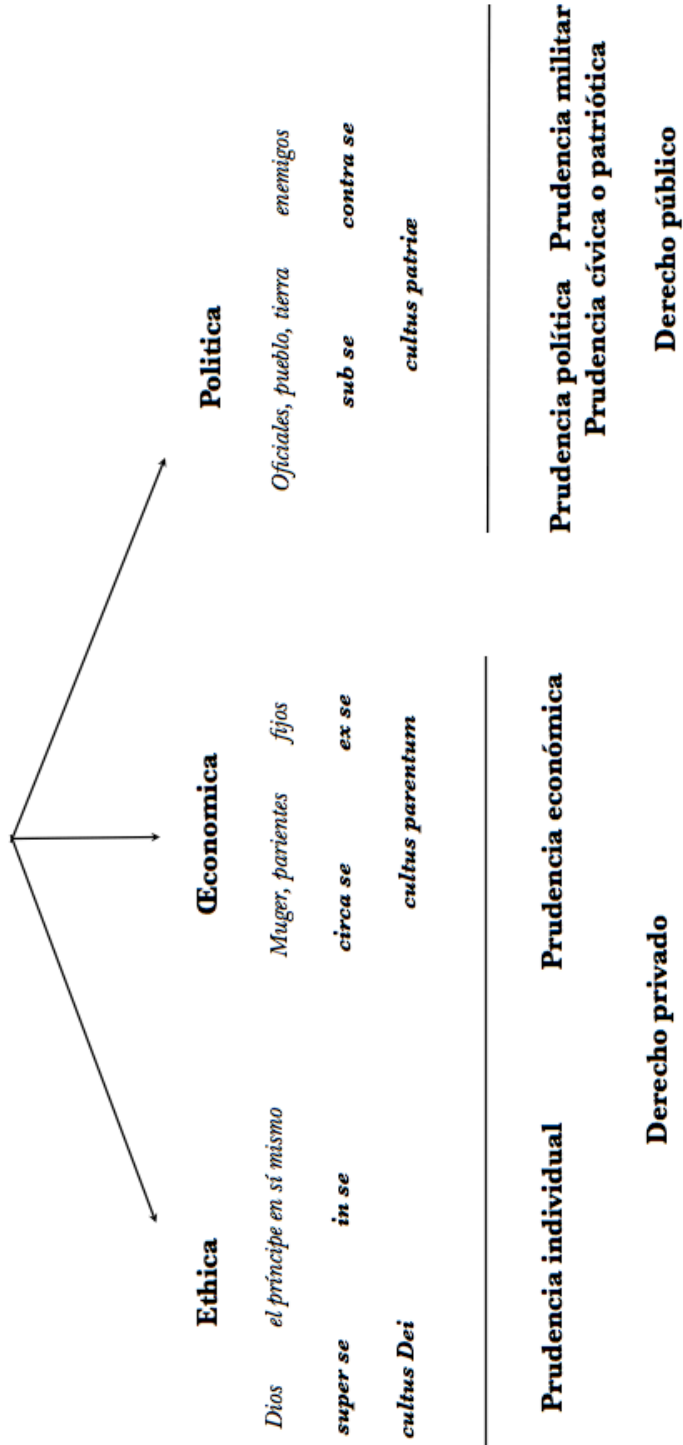 Ethica Œconomica Politica
Dios el príncipe en sí mismo Muger, parientes fijos Oficiales, pueblo, tierra enemigos
super se in se circa se ex se sub se contra se
cultus Dei cultus parentum cultus patriæ
Prudencia individual Prudencia económica Prudencia política Prudencia militar
Prudencia cívica o patriótica
Derecho privado Derecho público